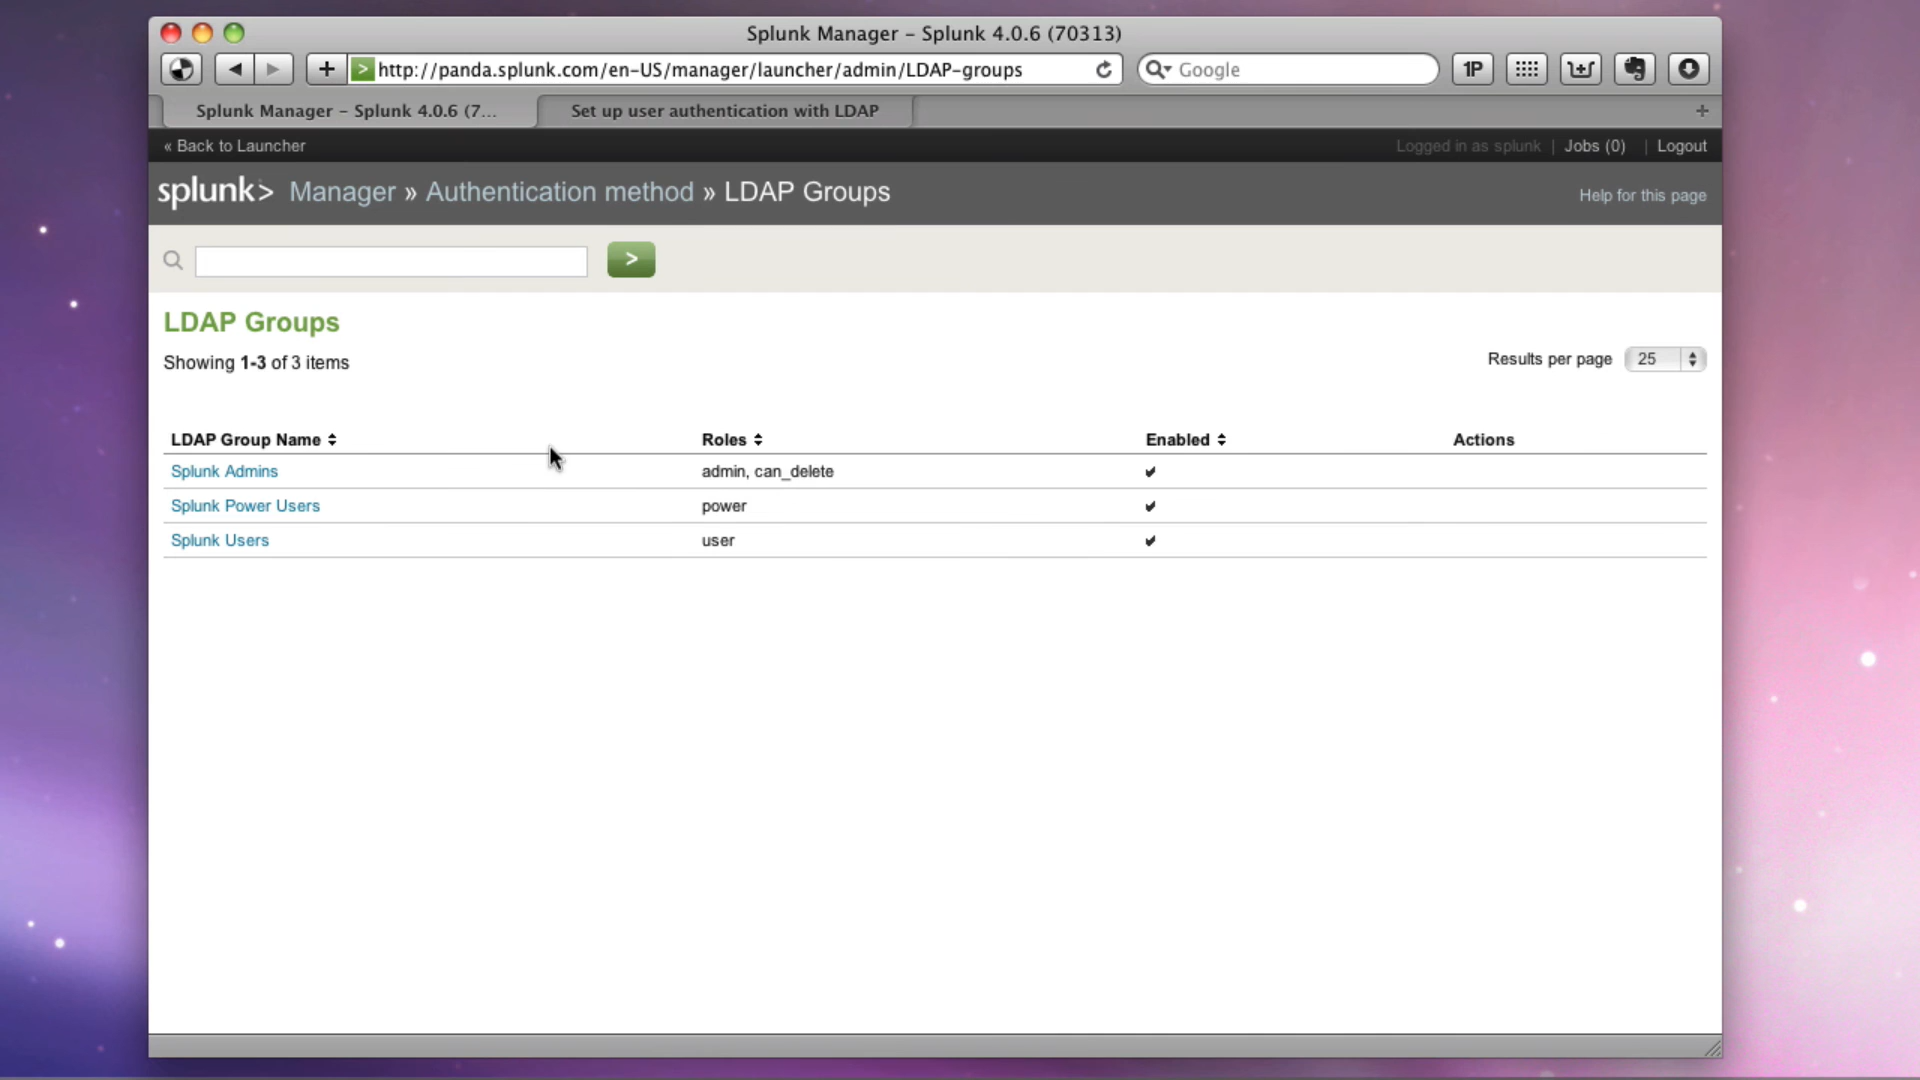 Splunk Manager – Splunk 4.0.6 (70313)
http://panda.splunk.com/en-US/manager/launcher/admin/LDAP-groups
Google
1P
Splunk Manager – Splunk 4.0.6 (7...
Set up user authentication with LDAP
« Back to Launcher
Logged in as splunk | Jobs (0) | Logout
splunk> Manager » Authentication method » LDAP Groups
Help for this page
>
LDAP Groups
Showing 1-3 of 3 items
Results per page 25
LDAP Group Name Roles Enabled Actions
Splunk Admins admin, can_delete
Splunk Power Users power
Splunk Users user